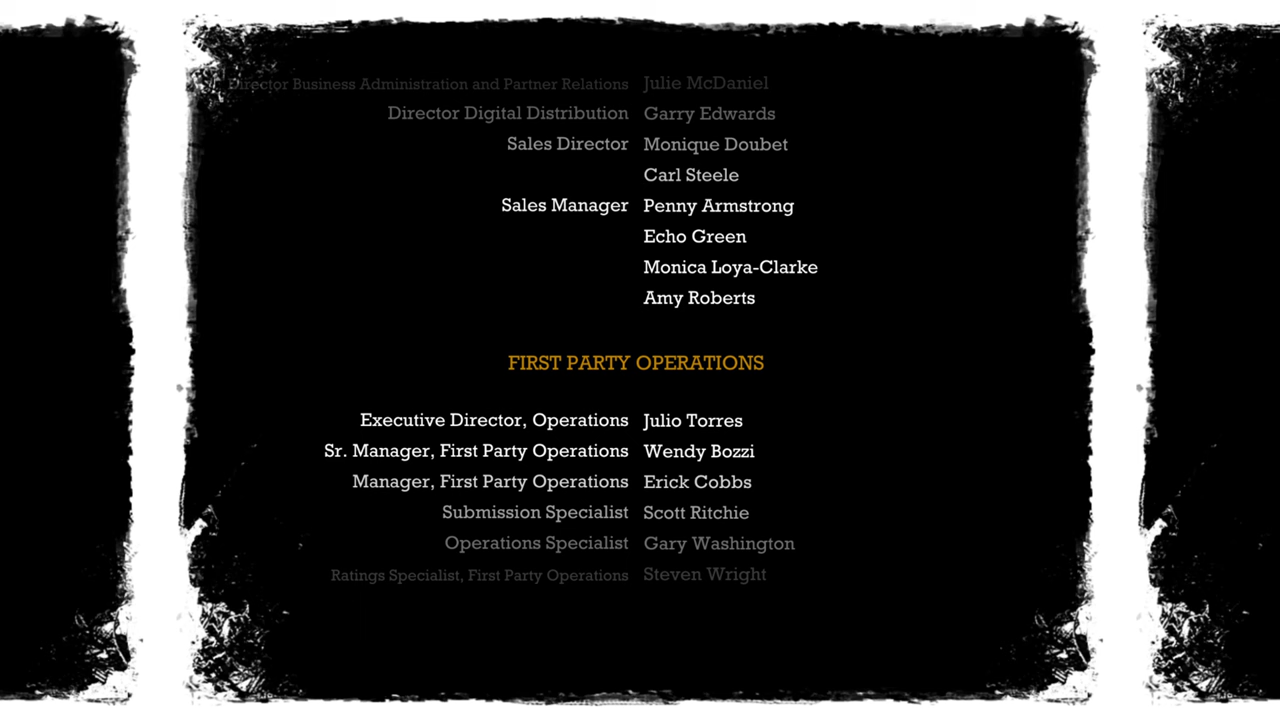 Director Business Administration and Partner Relations Julie McDaniel
Director Digital Distribution Garry Edwards
Sales Director Monique Doubet
Carl Steele
Sales Manager Penny Armstrong
Echo Green
Monica Loya-Clarke
Amy Roberts
FIRST PARTY OPERATIONS
Executive Director, Operations Julio Torres
Sr. Manager, First Party Operations Wendy Bozzi
Manager, First Party Operations Erick Cobbs
Submission Specialist Scott Ritchie
Operations Specialist Gary Washington
Ratings Specialist, First Party Operations Steven Wright